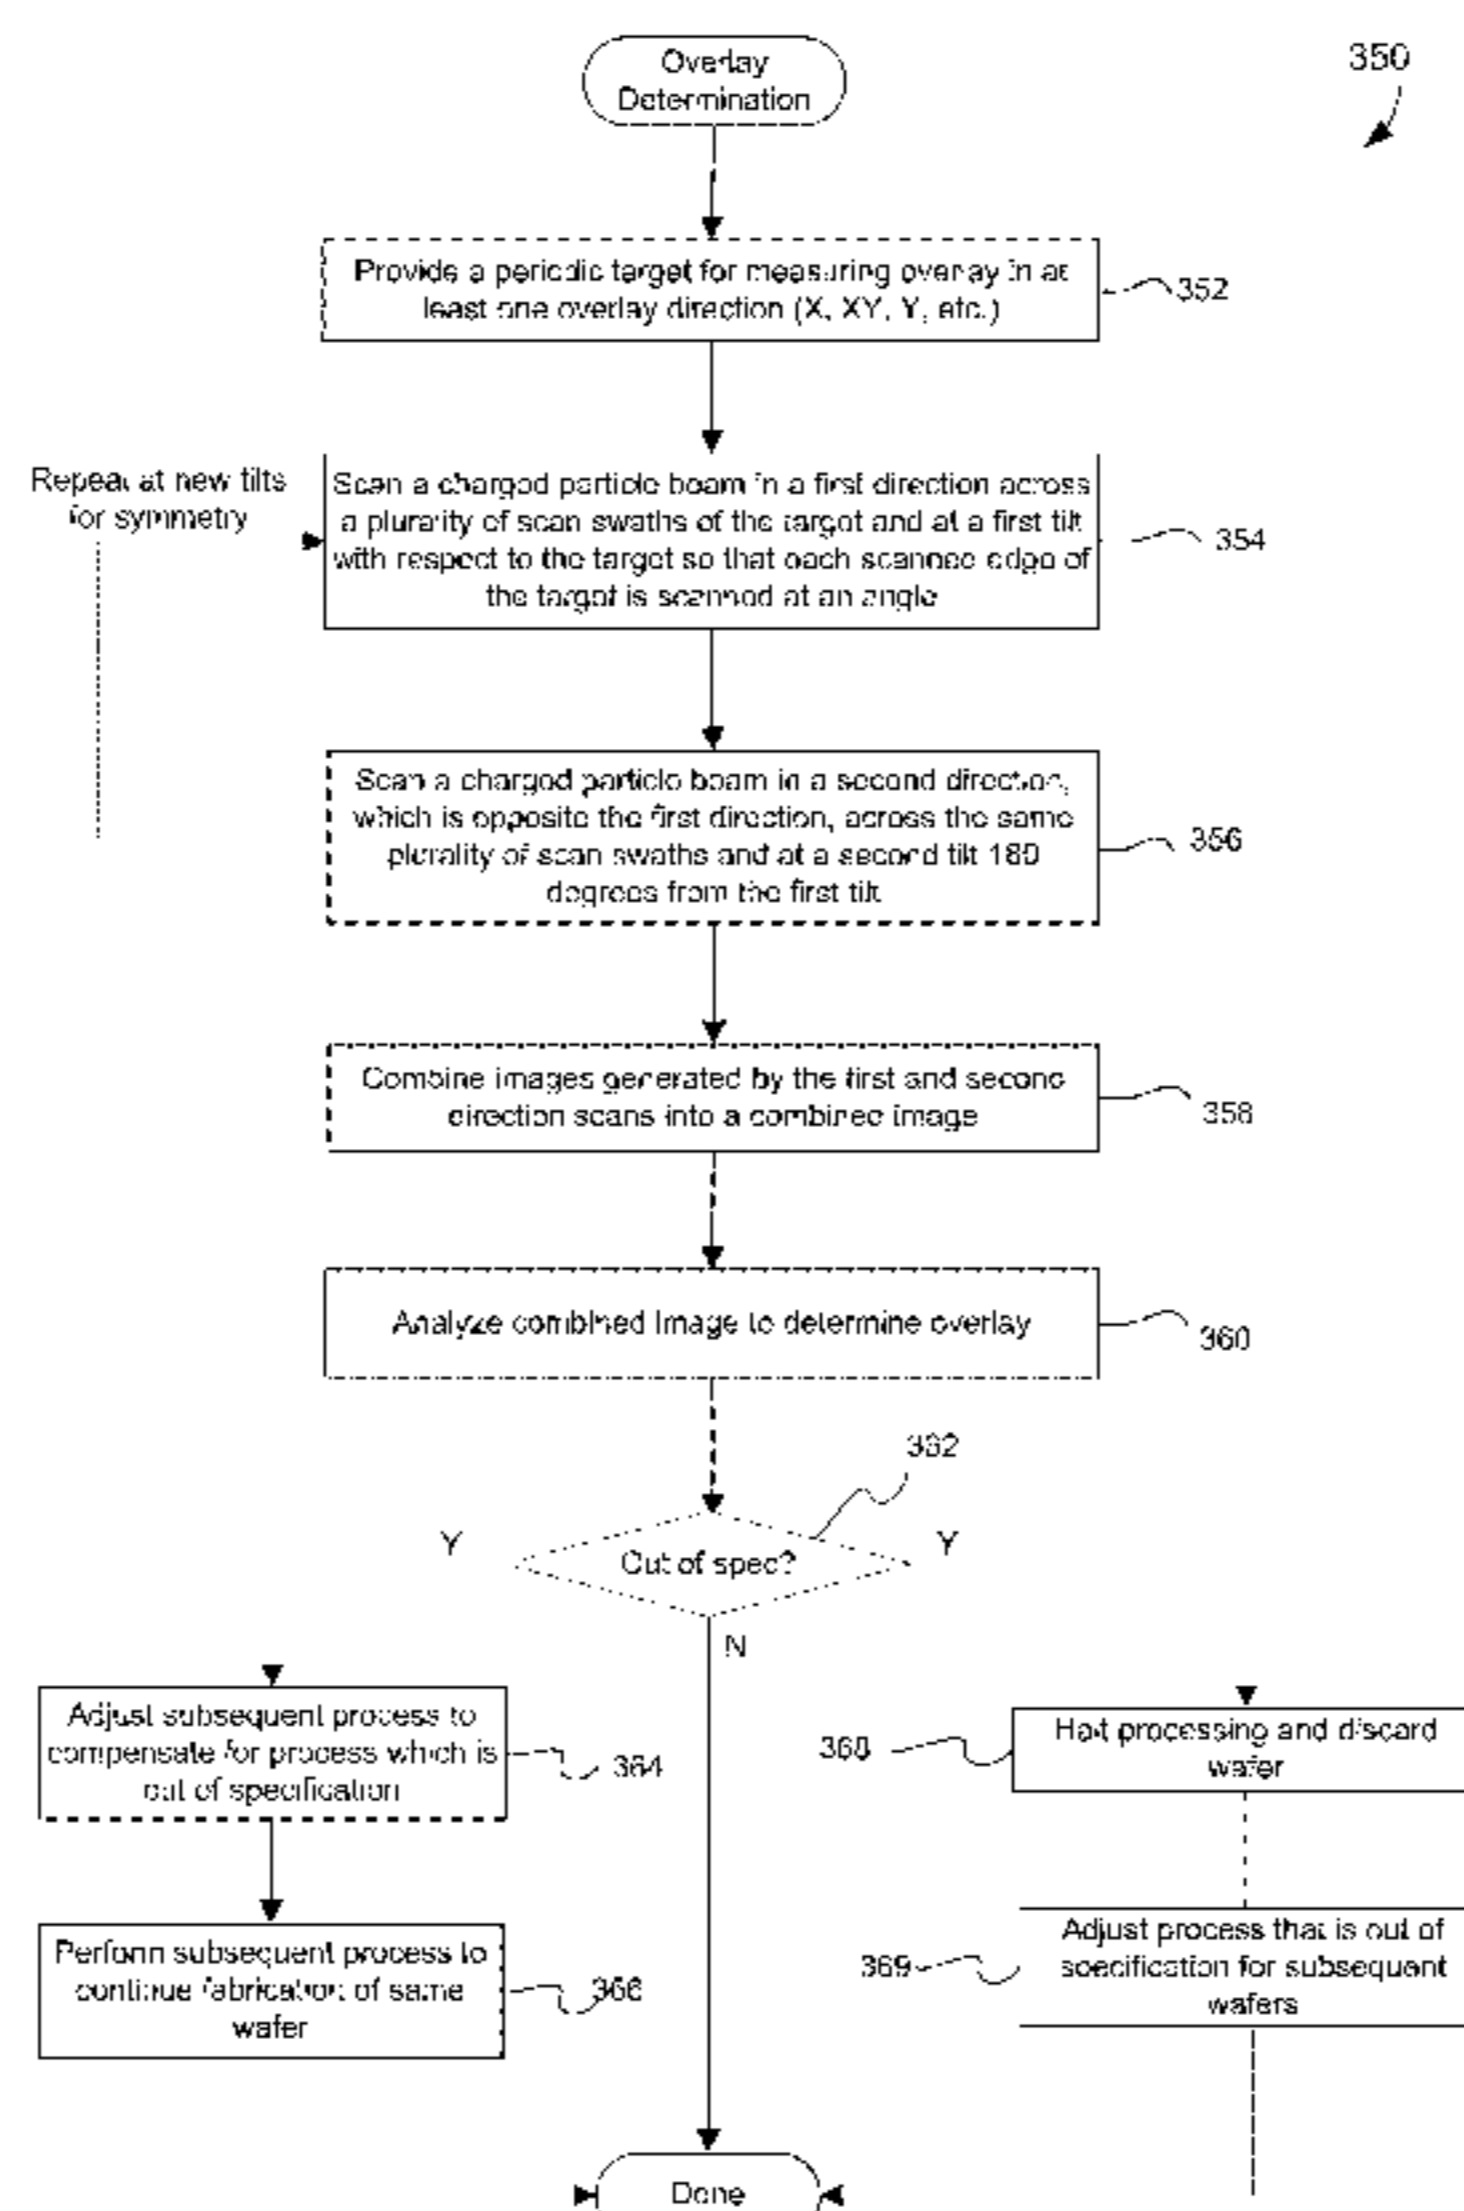 350
Overlay
Determination
Provide a periodic target for measuring overlay in at
least one overlay direction (X, XY, Y, etc.)
352
Repeat at new tilts
for symmetry
Scan a charged particle beam in a first direction across
a plurarity of scan swaths of the target and at a first tilt
with respect to the target so that each scanned edge of
the target is scanned at an angle
354
Scan a charged particle beam in a second direction,
which is opposite the first direction, across the same
plurality of scan swaths and at a second tilt 180
degrees from the first tilt
356
Combine images generated by the first and second
direction scans into a combined image
358
Analyze combined image to determine overlay
360
362
Y
Out of spec?
Y
N
Adjust subsequent process to
compensate for process which is
out of specification
364
368
Halt processing and discard
wafer
Perform subsequent process to
continue fabrication of same
wafer
366
369
Adjust process that is out of
specification for subsequent
wafers
Done